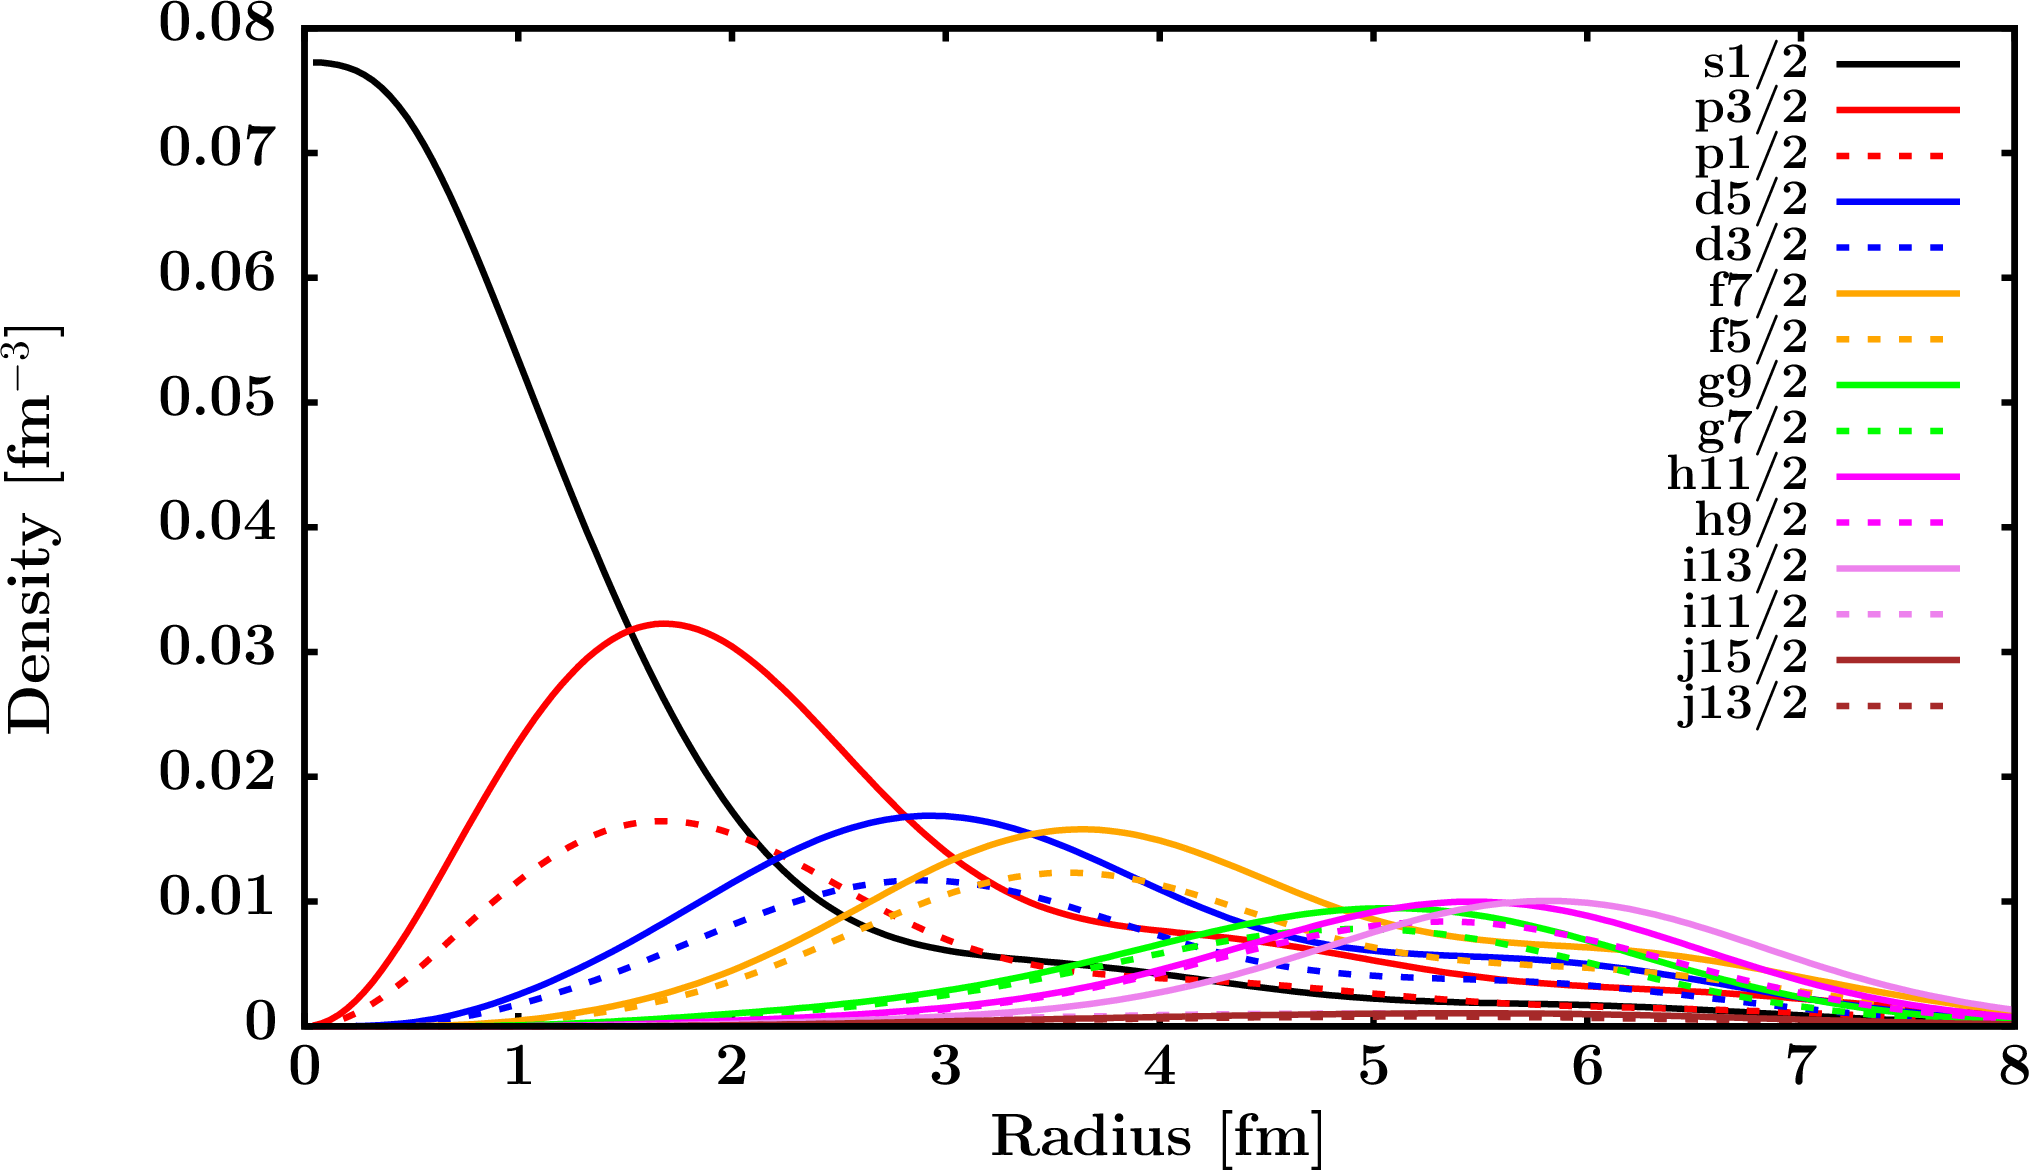 0.08
0.07
0.06
0.05
0.04
0.03
0.02
0.01
0
Density [fm⁻³]
s1/2
p3/2
p1/2
d5/2
d3/2
f7/2
f5/2
g9/2
g7/2
h11/2
h9/2
i13/2
i11/2
j15/2
j13/2
0 1 2 3 4 5 6 7 8
Radius [fm]